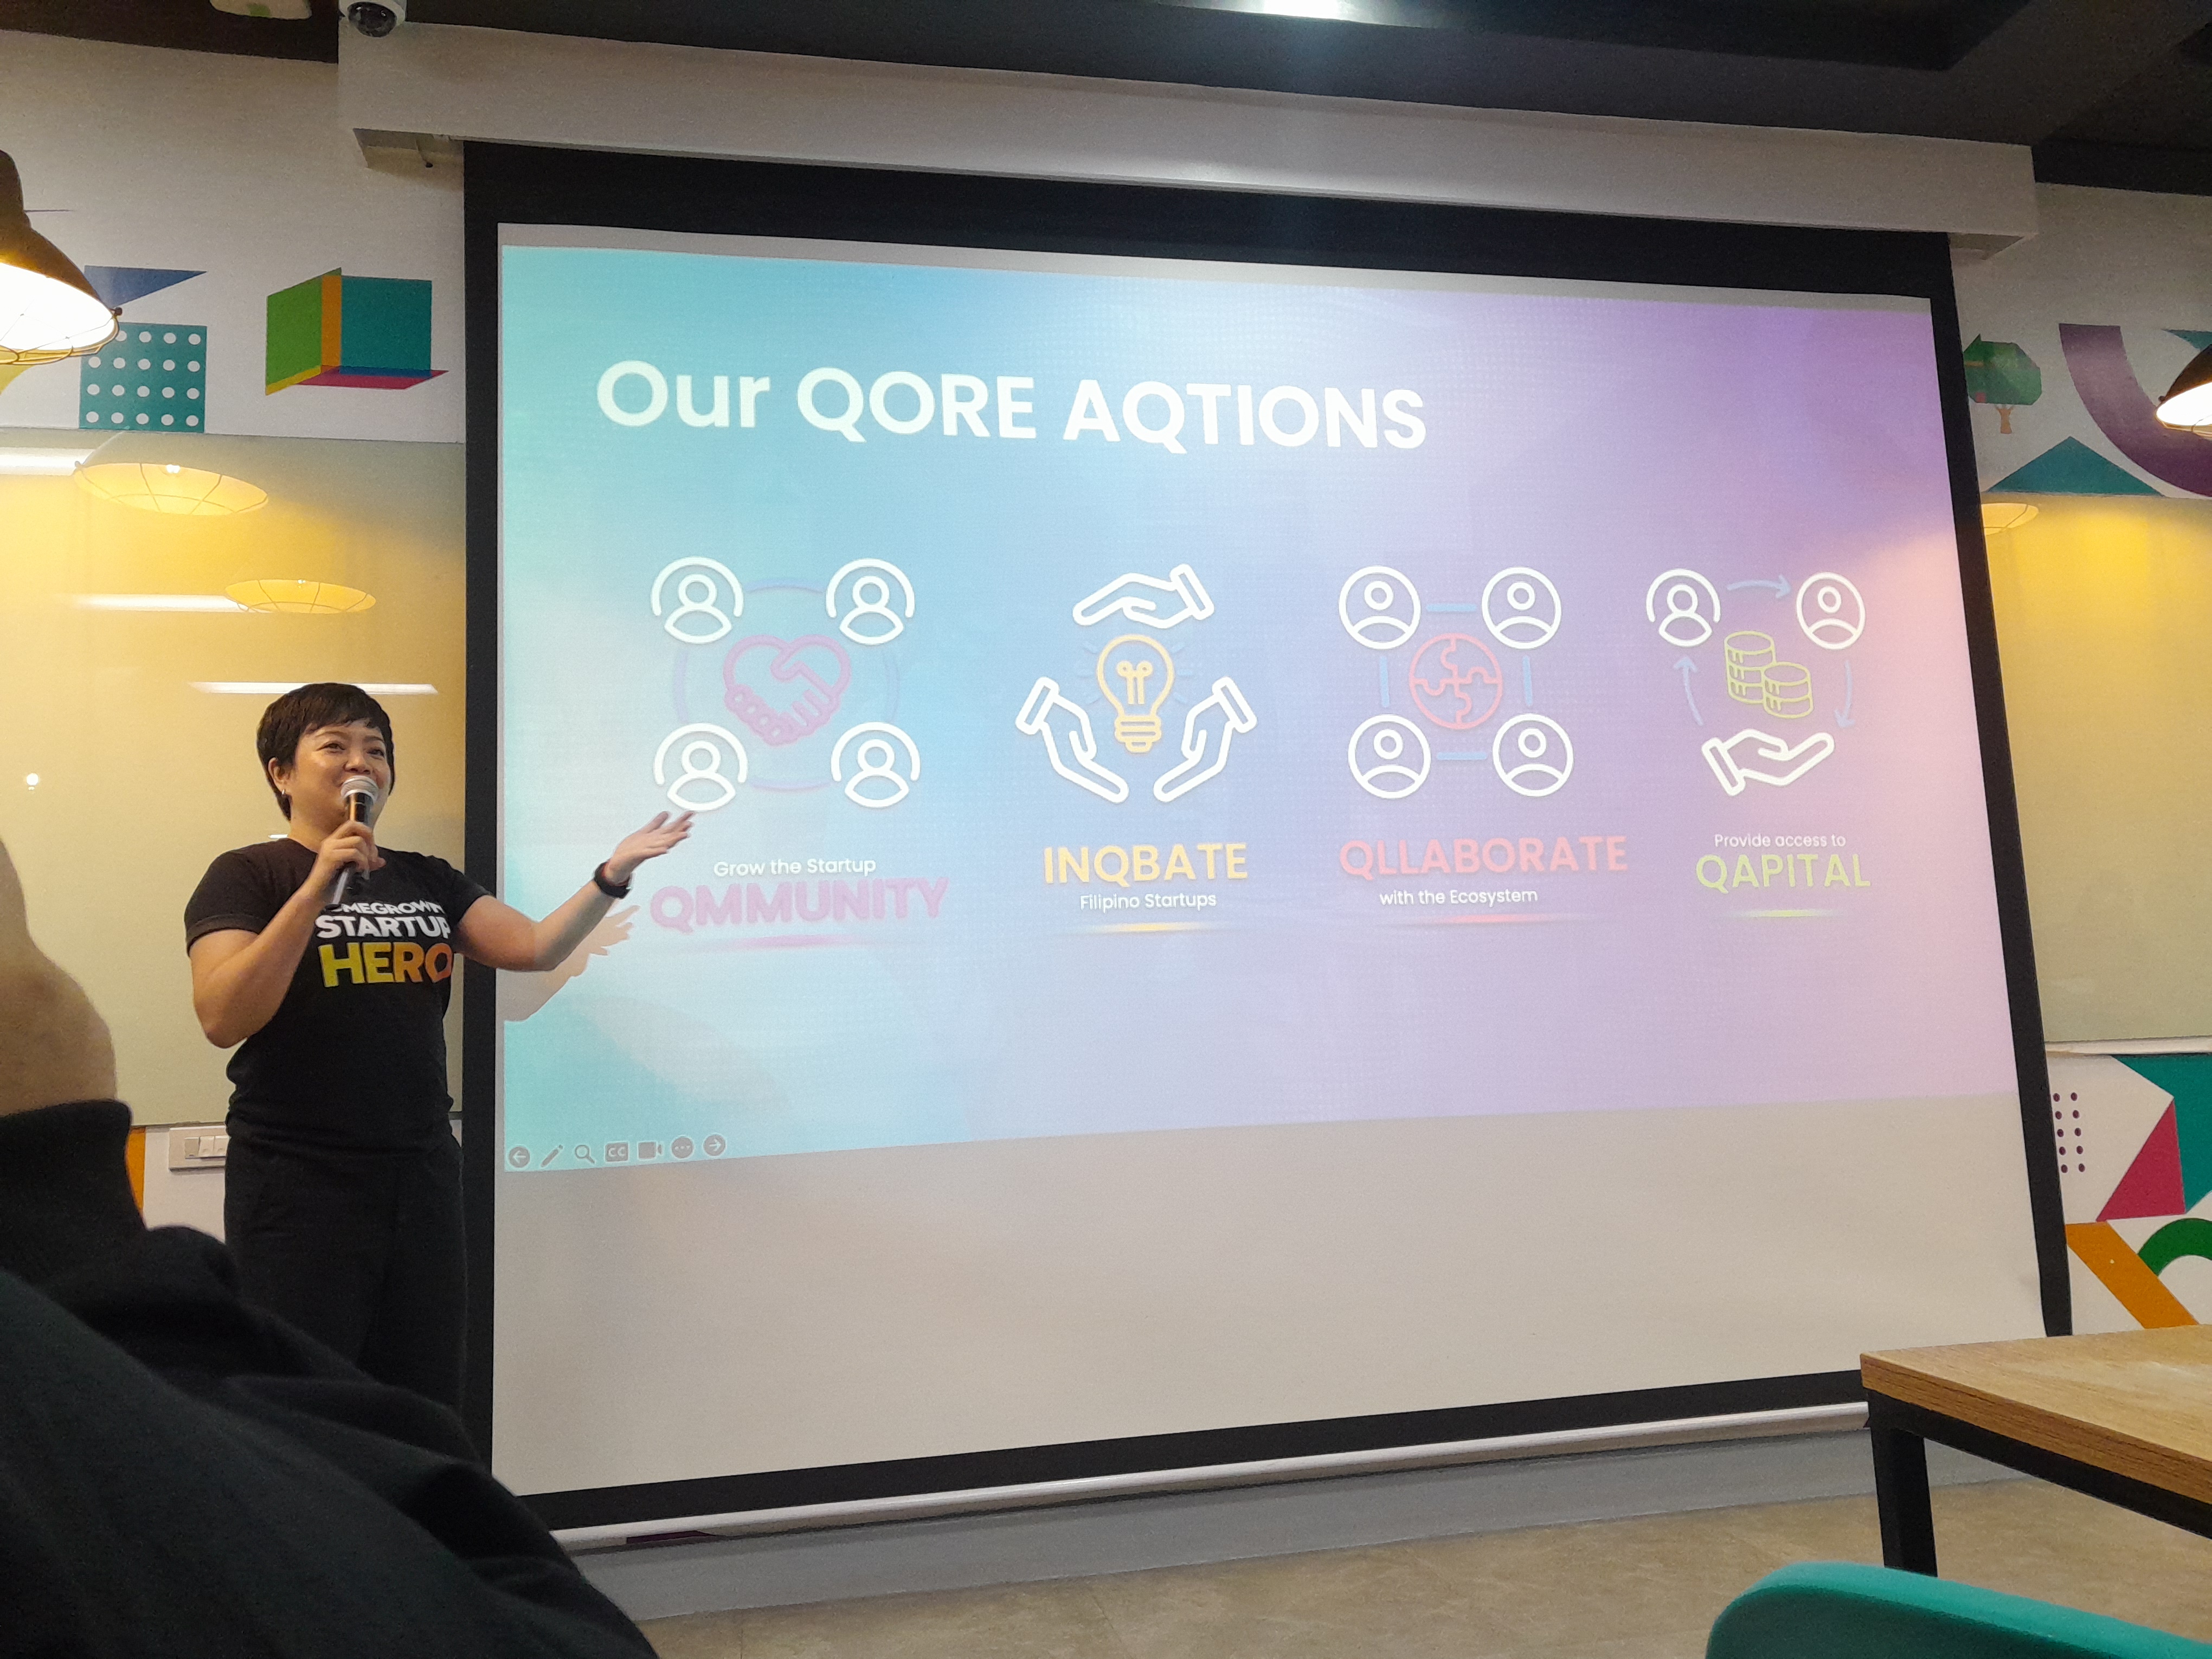 Our QORE AQTIONS
Grow the Startup
QMMUNITY
INQBATE
Filipino Startups
QLLABORATE
with the Ecosystem
Provide access to
QAPITAL
STARTUP
HERO
CC